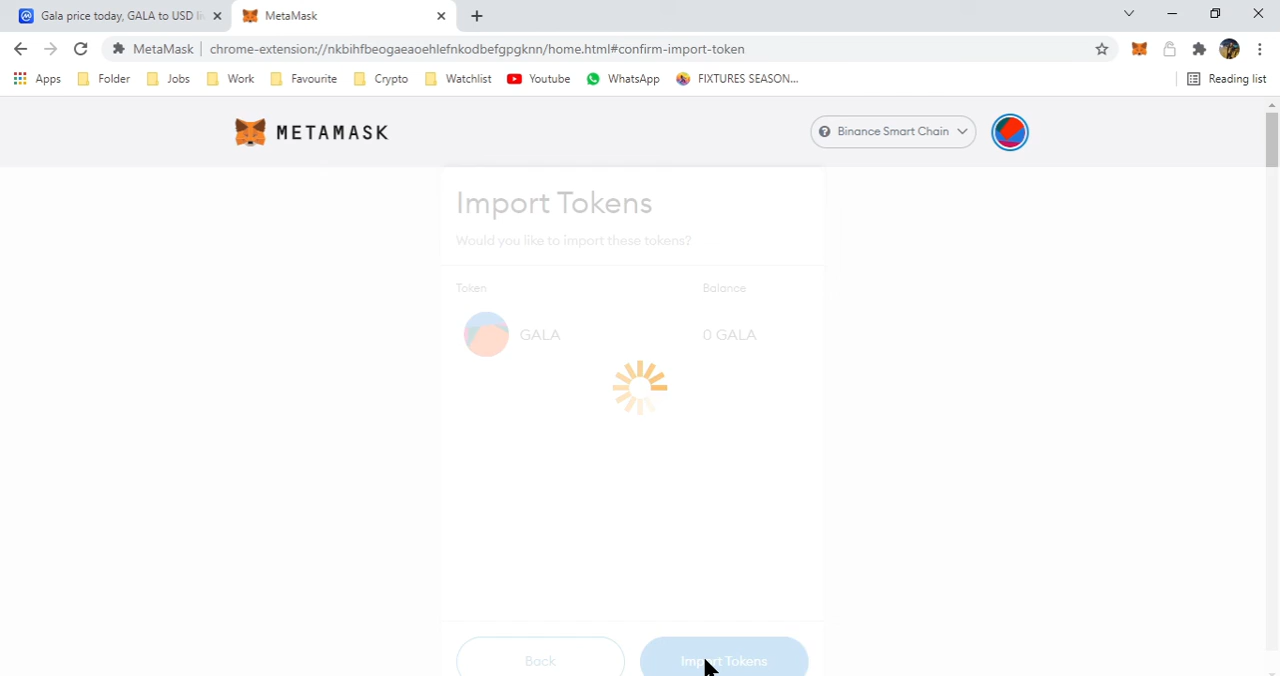 Gala price today, GALA to USD li
MetaMask
MetaMask
chrome-extension://nkbihfbeogaeaoehlefnkodbefgpgknn/home.html#confirm-import-token
Apps
Folder
Jobs
Work
Favourite
Crypto
Watchlist
Youtube
WhatsApp
FIXTURES SEASON...
Reading list
METAMASK
Binance Smart Chain
Import Tokens
Would you like to import these tokens?
Token
Balance
GALA
0 GALA
Back
Import Tokens